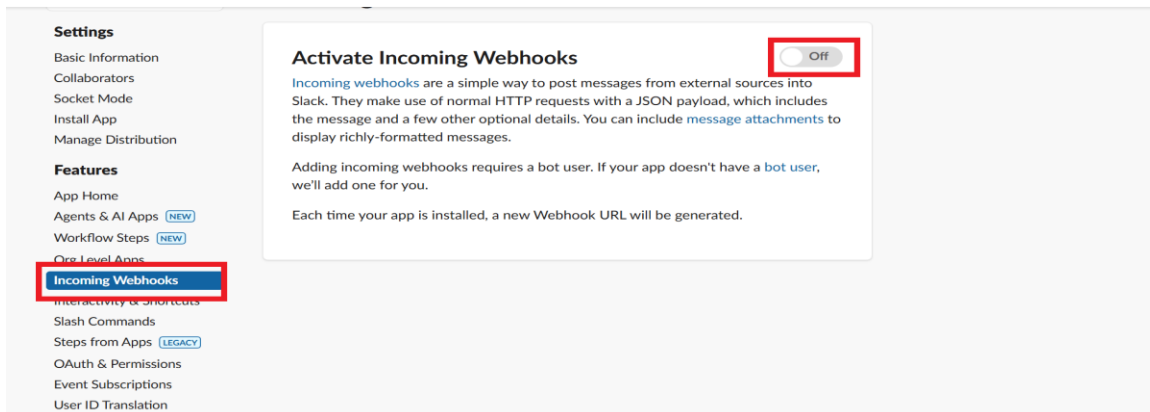 Settings
Basic Information
Collaborators
Socket Mode
Install App
Manage Distribution
Features
App Home
Agents & AI Apps NEW
Workflow Steps NEW
Org Level Apps
Incoming Webhooks
Interactivity & Shortcuts
Slash Commands
Steps from Apps LEGACY
OAuth & Permissions
Event Subscriptions
User ID Translation
Activate Incoming Webhooks Off
Incoming webhooks are a simple way to post messages from external sources into
Slack. They make use of normal HTTP requests with a JSON payload, which includes
the message and a few other optional details. You can include message attachments to
display richly-formatted messages.
Adding incoming webhooks requires a bot user. If your app doesn't have a bot user,
we'll add one for you.
Each time your app is installed, a new Webhook URL will be generated.